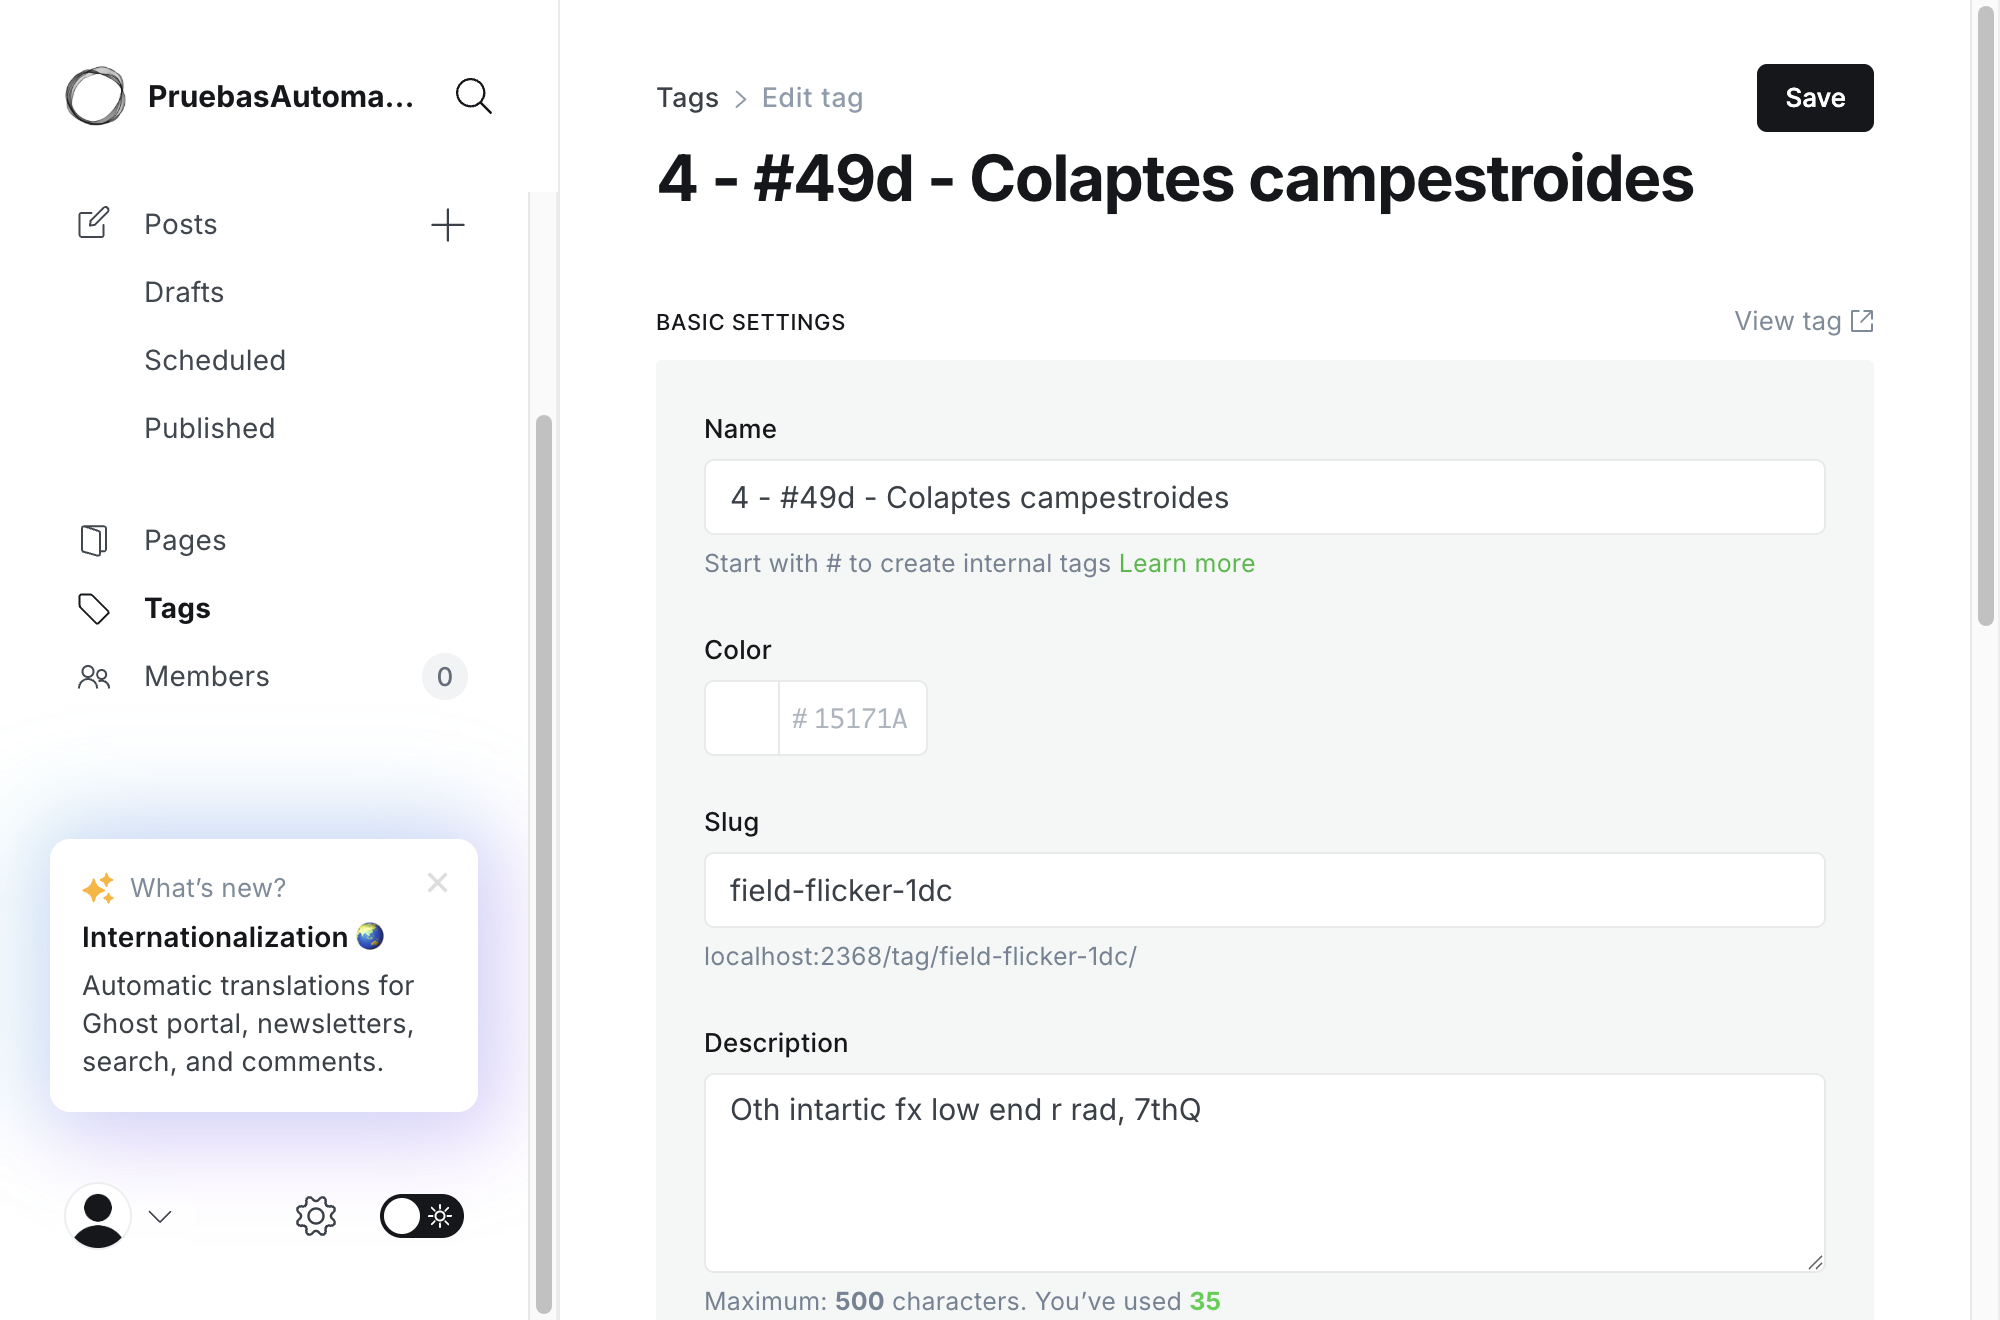 PruebasAutoma...
Posts
Drafts
Scheduled
Published
Pages
Tags
Members
0
What’s new?
Internationalization
Automatic translations for
Ghost portal, newsletters,
search, and comments.
Tags > Edit tag
Save
4 - #49d - Colaptes campestroides
BASIC SETTINGS
View tag
Name
4 - #49d - Colaptes campestroides
Start with # to create internal tags Learn more
Color
# 15171A
Slug
field-flicker-1dc
localhost:2368/tag/field-flicker-1dc/
Description
Oth intartic fx low end r rad, 7thQ
Maximum: 500 characters. You’ve used 35